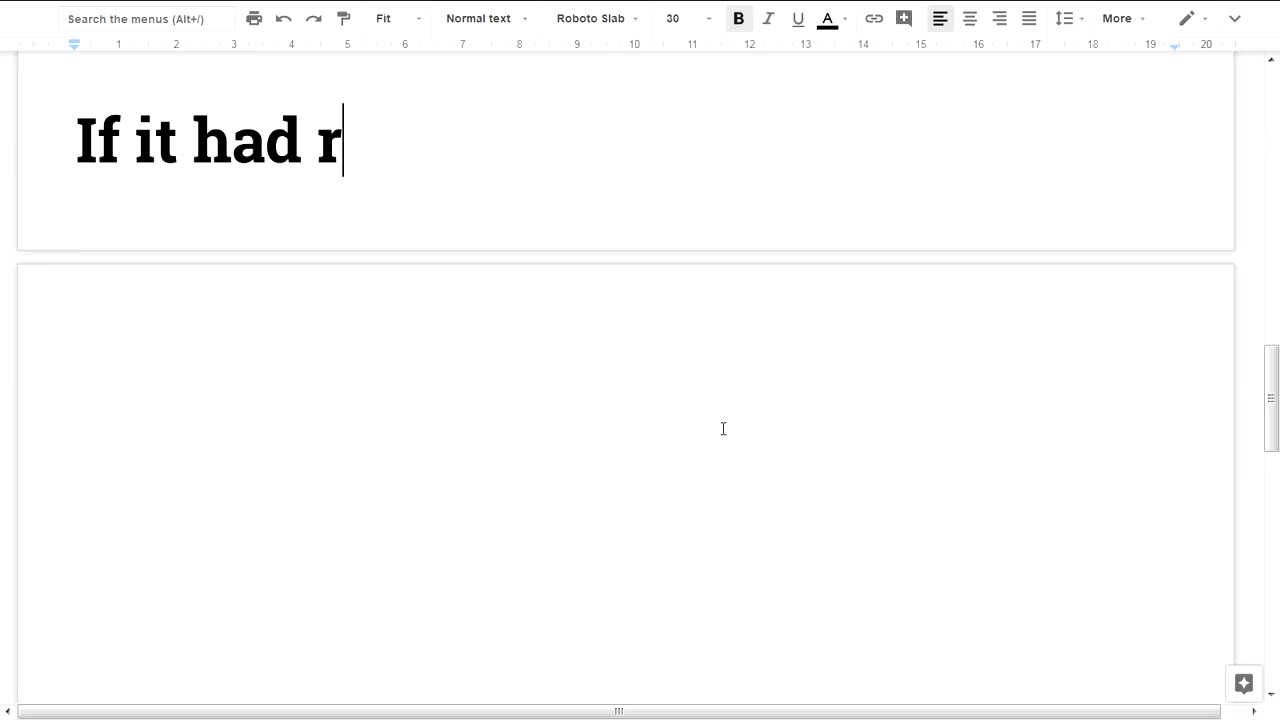 Search the menus (Alt+/) Fit Normal text Roboto Slab 30 B I U A More
1 2 3 4 5 6 7 8 9 10 11 12 13 14 15 16 17 18 19 20
If it had r